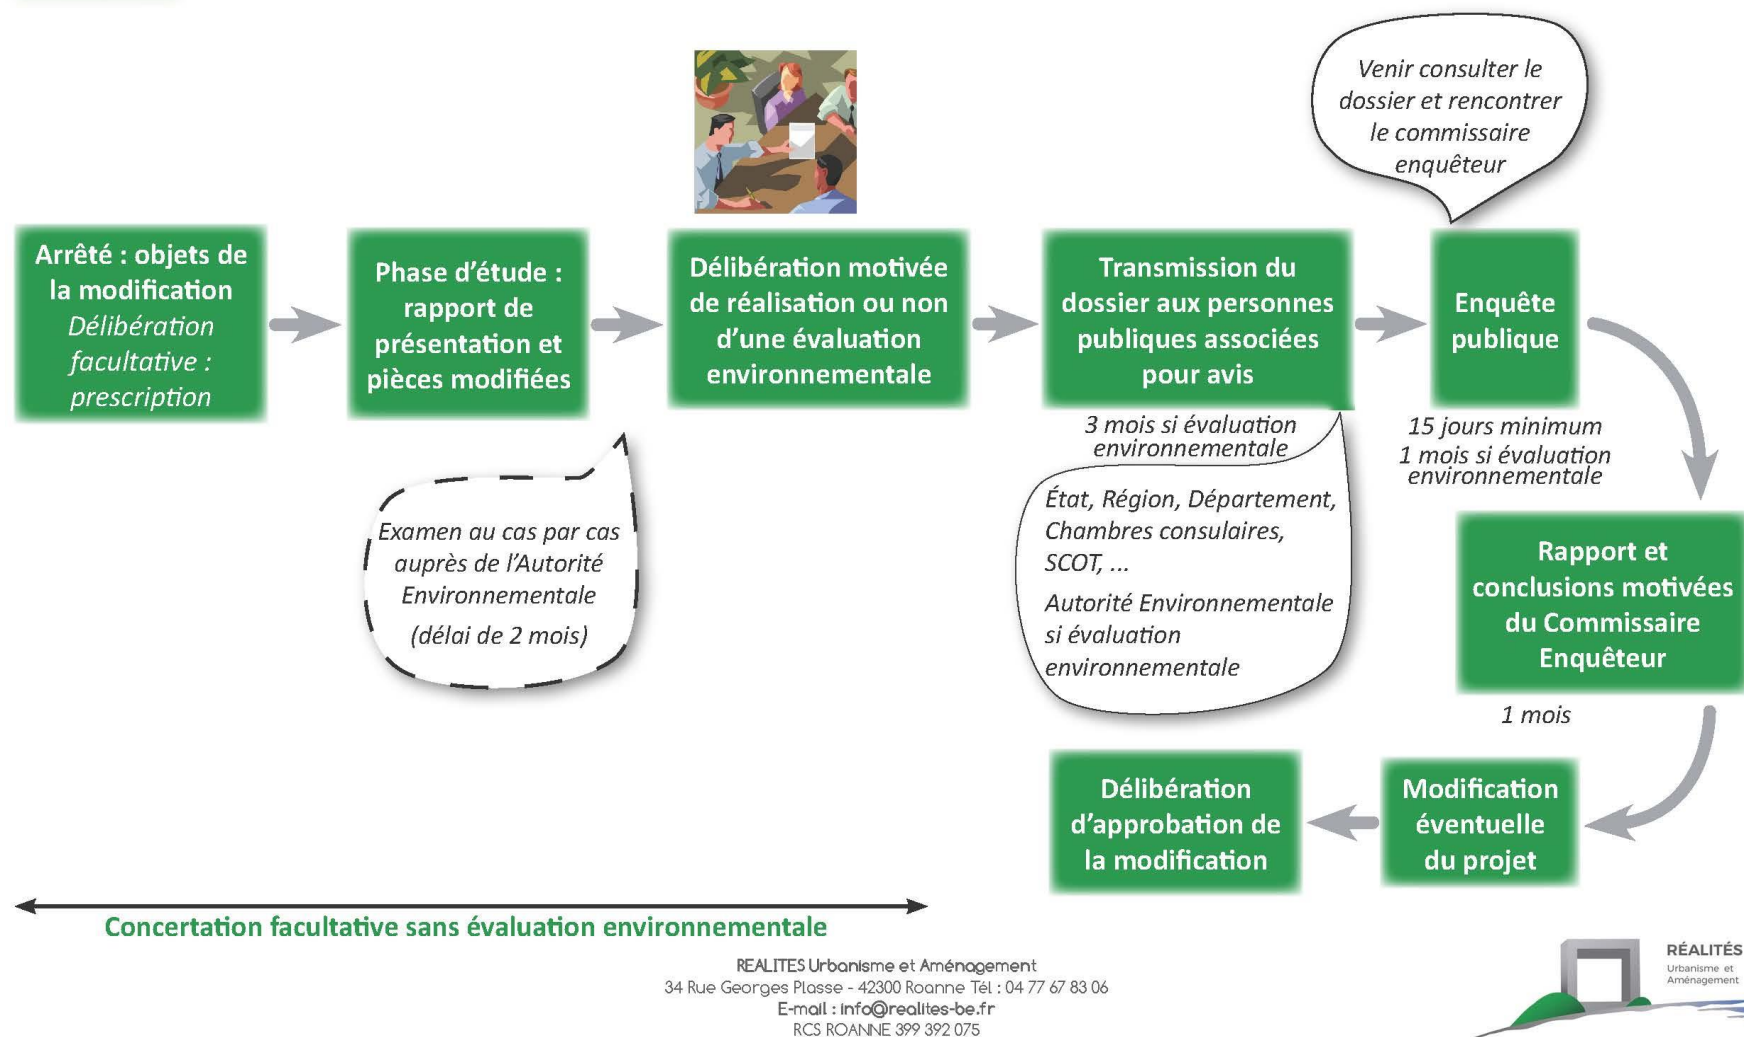 Venir consulter le
dossier et rencontrer
le commissaire
enquêteur
Arrêté : objets de
la modification
Délibération
facultative :
prescription
Phase d'étude :
rapport de
présentation et
pièces modifiées
Délibération motivée
de réalisation ou non
d'une évaluation
environnementale
Transmission du
dossier aux personnes
publiques associées
pour avis
Enquête
publique
Examen au cas par cas
auprès de l'Autorité
Environnementale
(délai de 2 mois)
3 mois si évaluation
environnementale
État, Région, Département,
Chambres consulaires,
SCOT, ...
Autorité Environnementale
si évaluation
environnementale
15 jours minimum
1 mois si évaluation
environnementale
Rapport et
conclusions motivées
du Commissaire
Enquêteur
1 mois
Modification
éventuelle
du projet
Délibération
d'approbation de
la modification
Concertation facultative sans évaluation environnementale
REALITES Urbanisme et Aménagement
34 Rue Georges Plasse - 42300 Roanne Tél : 04 77 67 83 06
E-mail : info@realites-be.fr
RCS ROANNE 399 392 075
RÉALITÉS
Urbanisme et
Aménagement